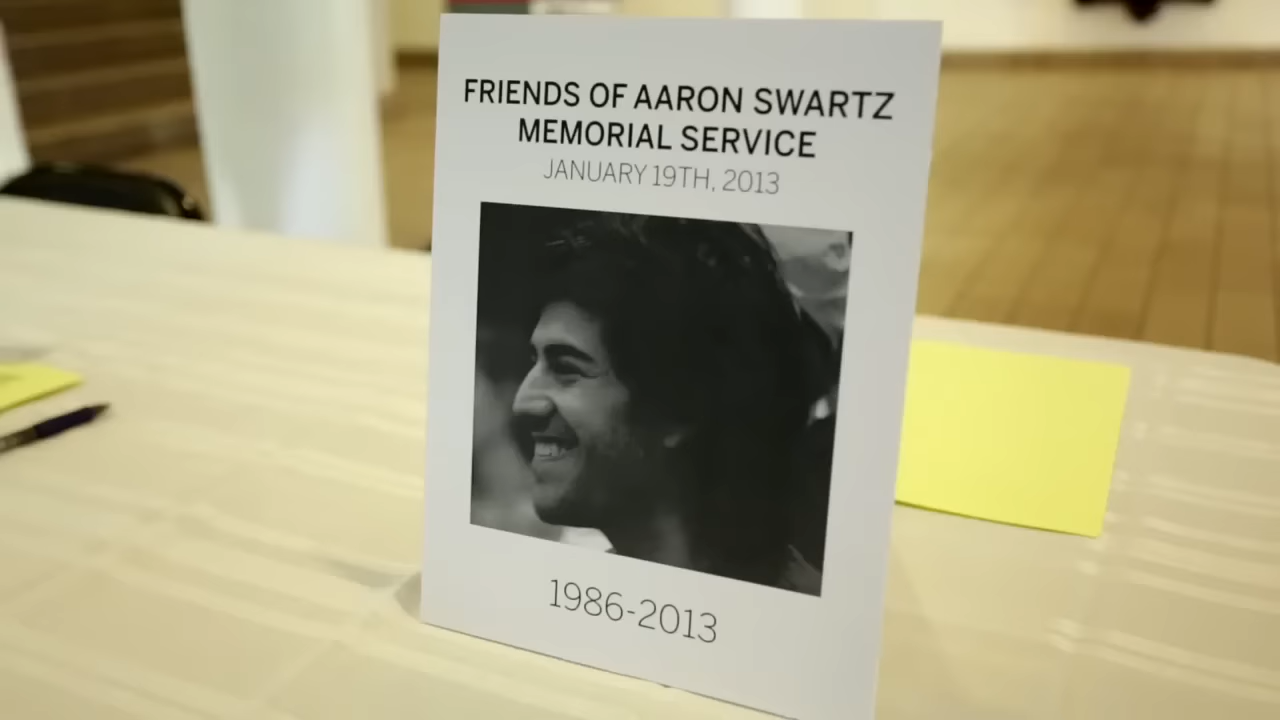 FRIENDS OF AARON SWARTZ
MEMORIAL SERVICE
JANUARY 19TH, 2013
1986-2013